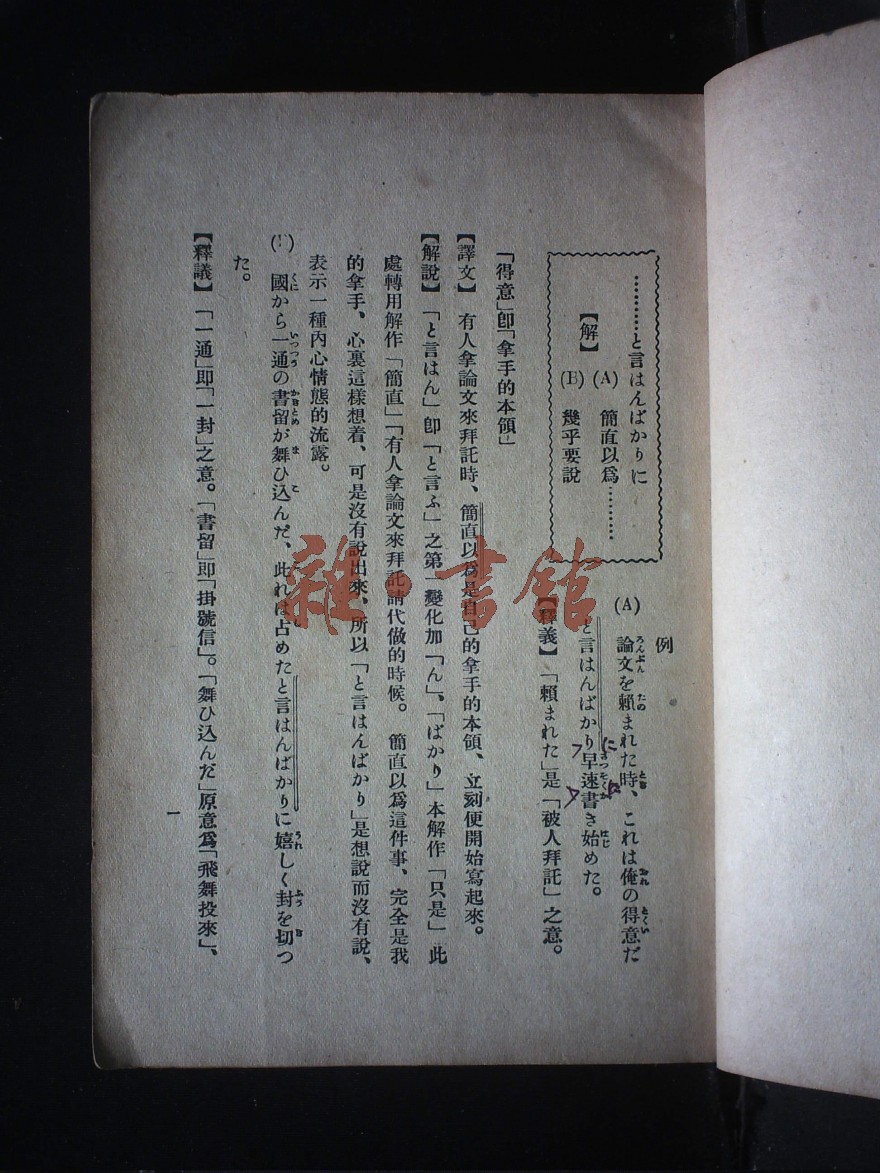 …………と言はんばかりに
【解】
(A) 簡直以爲…………
(B) 幾乎要說
例
(A) 論文を賴まれた時、これは俺の得意だ
と言はんばかり早速書き始めた。
に
【釋義】「賴まれた」是「被人拜託」之意。
「得意」卽「拿手的本領」
【譯文】有人拿論文來拜託時、簡直以爲是自己的拿手的本領、立刻便開始寫起來。
【解說】「と言はん」卽「と言ふ」之第一變化加「ん」、「ばかり」本解作「只是」此
處轉用解作「簡直」「有人拿論文來拜託請代做的時候。簡直以爲這件事、完全是我
的拿手、心裏這樣想着、可是沒有說出來、所以「と言はんばかり」是想說而沒有說、
表示一種內心情態的流露。
國から一通の書留が舞ひ込んだ、此れは占めたと言はんばかりに嬉しく封を切つ
た。
【釋議】「一通」卽「一封」之意。「書留」卽「掛號信」。「舞ひ込んだ」原意爲「飛舞投來」、
一
雜·書館